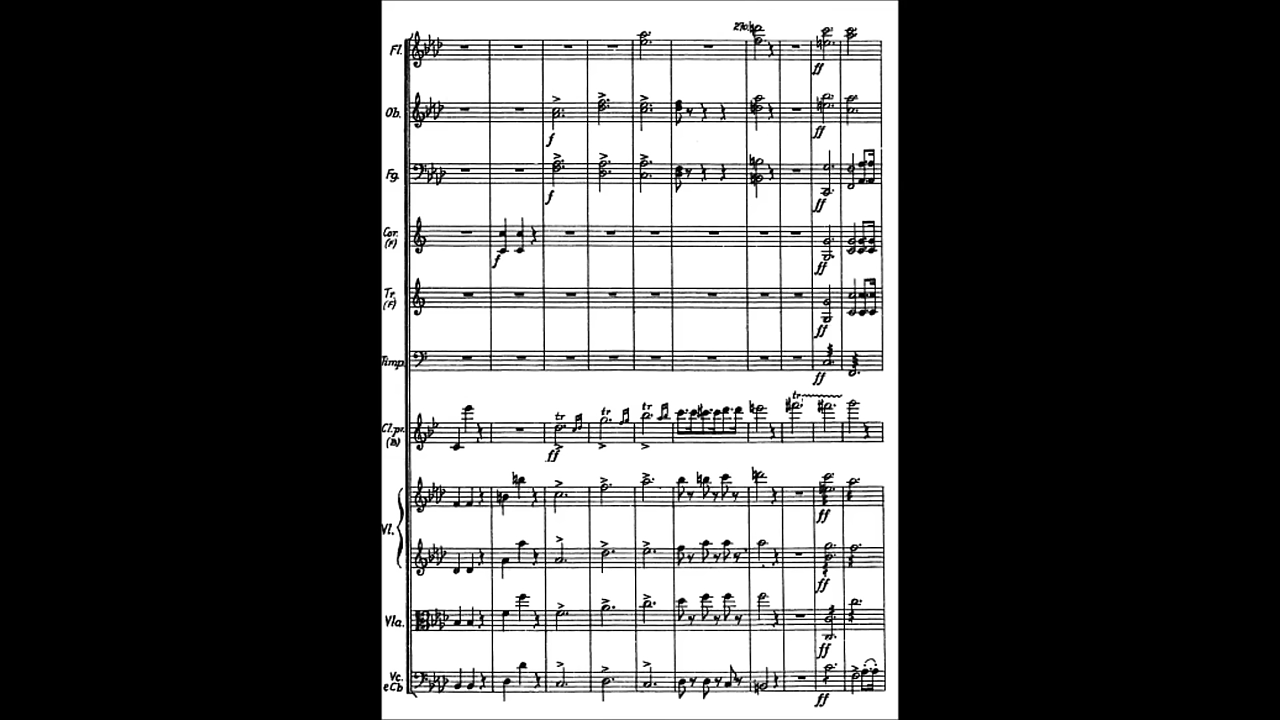 270
Fl.
ff
Ob.
f
ff
Fg.
f
ff
Cor.
(F)
f
ff
Tr.
(F)
ff
Timp.
ff
tr tr tr tr
Cl.pr.
(B)
ff
Vl.
ff
ff
Vla.
ff
Vc.
e Cb
ff